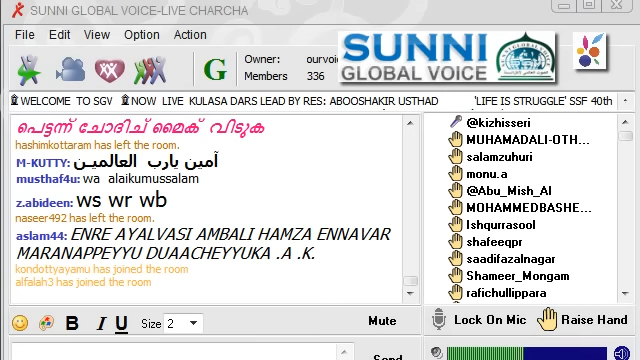 SUNNI GLOBAL VOICE-LIVE CHARCHA
File Edit View Option Action
Owner: ourvoi
Members 336
SUNNI
GLOBAL VOICE
WELCOME TO SGV NOW LIVE KULASA DARS LEAD BY RES: ABOOSHAKIR USTHAD 'LIFE IS STRUGGLE' SSF 40th
പെട്ടന്ന് ചോദിച് മൈക് വിടുക
hashimkottaram has left the room.
M-KUTTY: آمين يارب العالمين
musthaf4u: wa alaikumussalam
z.abideen: ws wr wb
naseer492 has left the room.
aslam44: ENRE AYALVASI AMBALI HAMZA ENNAVAR
MARANAPPEYYU DUAACHEYYUKA .A .K.
kondottyayamu has joined the room
alfalah3 has joined the room
@kizhisseri
MUHAMADALI-OTH...
salamzuhuri
monu.a
@Abu_Mish_Al
MOHAMMEDBASHE...
Ishqurrasool
shafeeqpr
saadifazalnagar
Shameer_Mongam
rafichullippara
B I U Size 2 Mute
Lock On Mic Raise Hand
Send